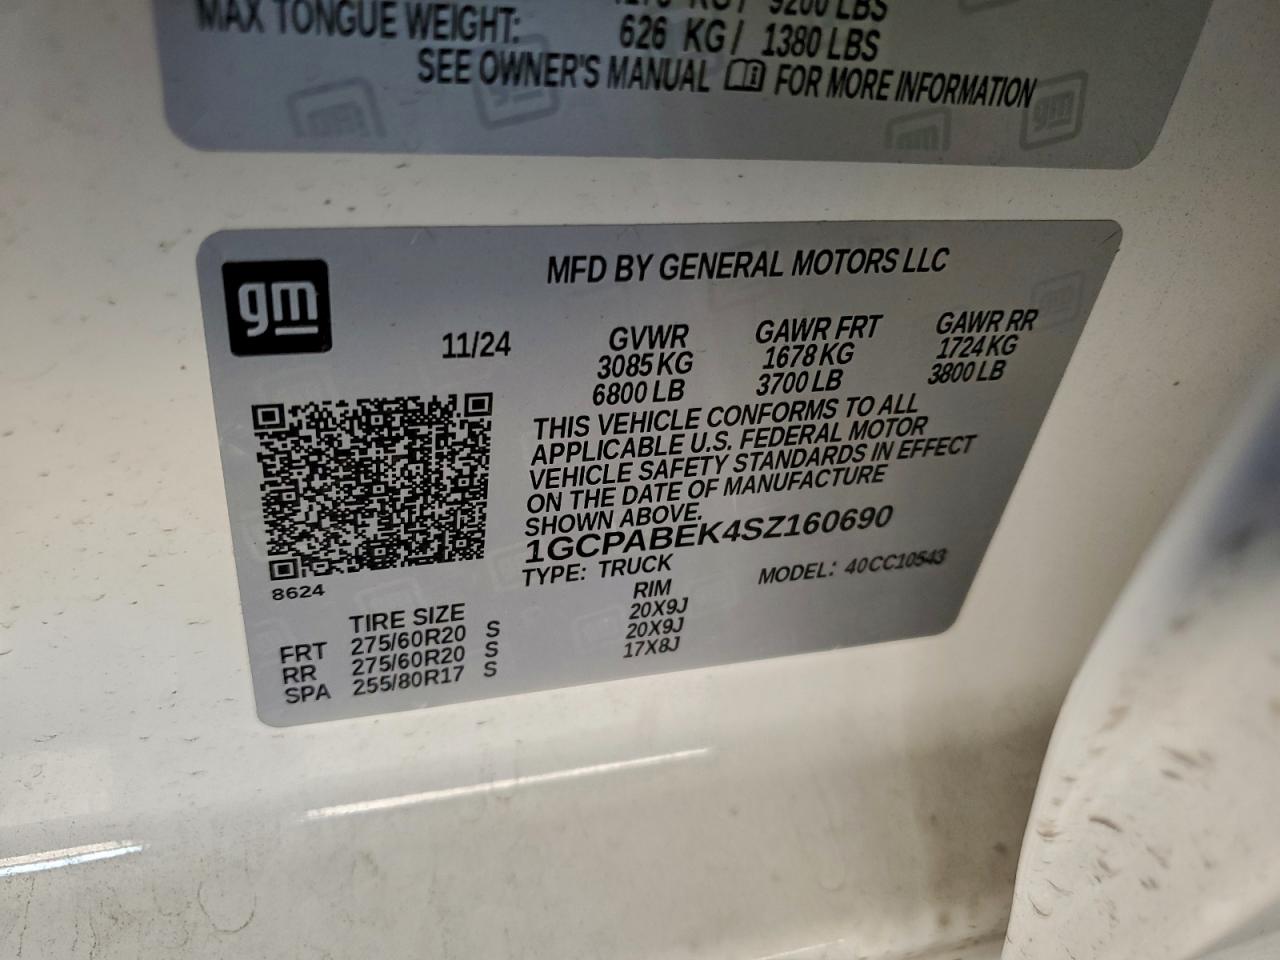 9200 LBS
MAX TONGUE WEIGHT: 626 KG / 1380 LBS
SEE OWNER'S MANUAL FOR MORE INFORMATION
gm
MFD BY GENERAL MOTORS LLC
11/24
GVWR GAWR FRT GAWR RR
3085 KG 1678 KG 1724 KG
6800 LB 3700 LB 3800 LB
THIS VEHICLE CONFORMS TO ALL
APPLICABLE U.S. FEDERAL MOTOR
VEHICLE SAFETY STANDARDS IN EFFECT
ON THE DATE OF MANUFACTURE
SHOWN ABOVE.
1GCPABEK4SZ160690
TYPE: TRUCK MODEL: 40CC10543
8624
TIRE SIZE RIM
FRT 275/60R20 S 20X9J
RR 275/60R20 S 20X9J
SPA 255/80R17 S 17X8J